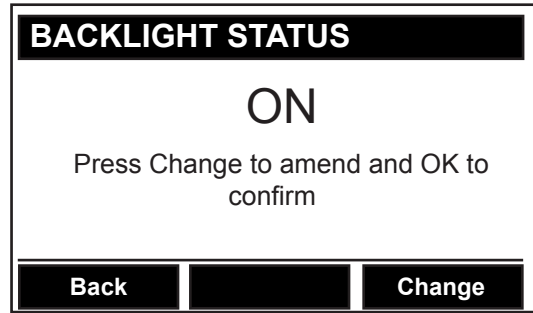 BACKLIGHT STATUS
ON
Press Change to amend and OK to
confirm
Back
Change